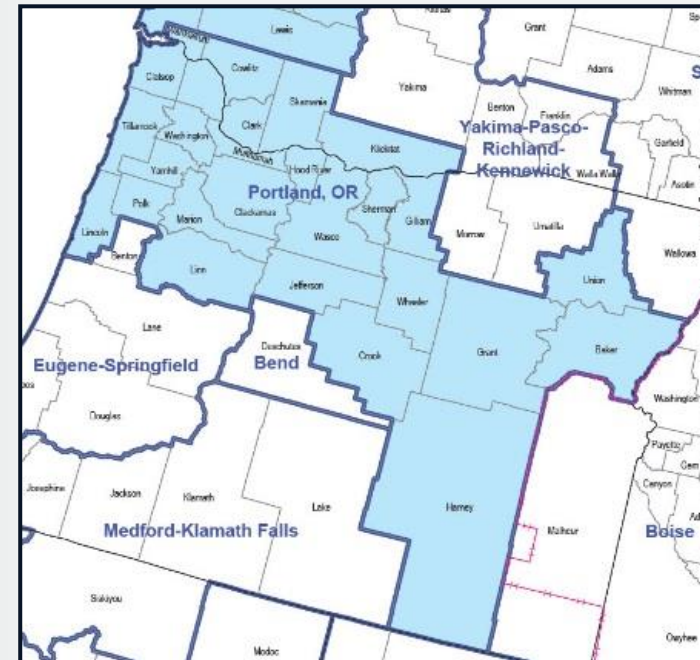 Lewis
Grant
Adams
Cowlitz
Yakima
Whitman
Clatsop
Skamania
Benton
Franklin
Clark
Yakima-Pasco-
Richland-
Kennewick
Garfield
Tillamook
Washington
Klickitat
Multnomah
Hood River
Walla Walla
Asotin
Yamhill
Portland, OR
Polk
Marion
Clackamas
Sherman
Gilliam
Wasco
Morrow
Umatilla
Wallowa
Lincoln
Benton
Linn
Jefferson
Union
Wheeler
Lane
Deschutes
Bend
Crook
Grant
Baker
Eugene-Springfield
Washington
Douglas
Payette
Gem
Canyon
Josephine
Jackson
Klamath
Lake
Harney
Malheur
Boise
Medford-Klamath Falls
Siskiyou
Modoc
Owyhee